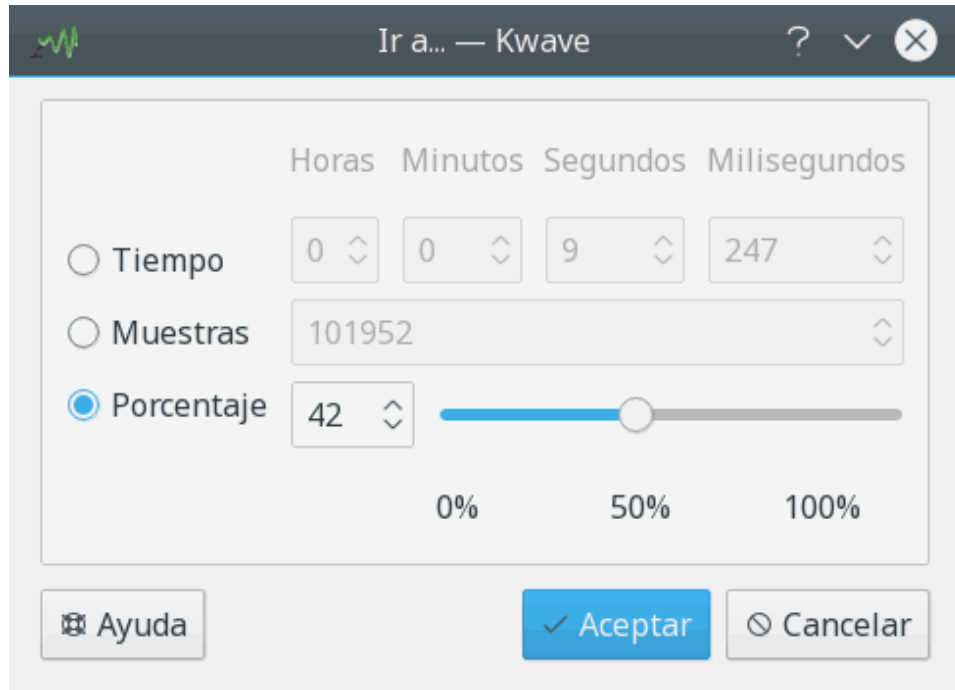 Ir a... — Kwave
Horas Minutos Segundos Milisegundos
Tiempo 0 0 9 247
Muestras 101952
Porcentaje 42
0% 50% 100%
Ayuda Aceptar Cancelar